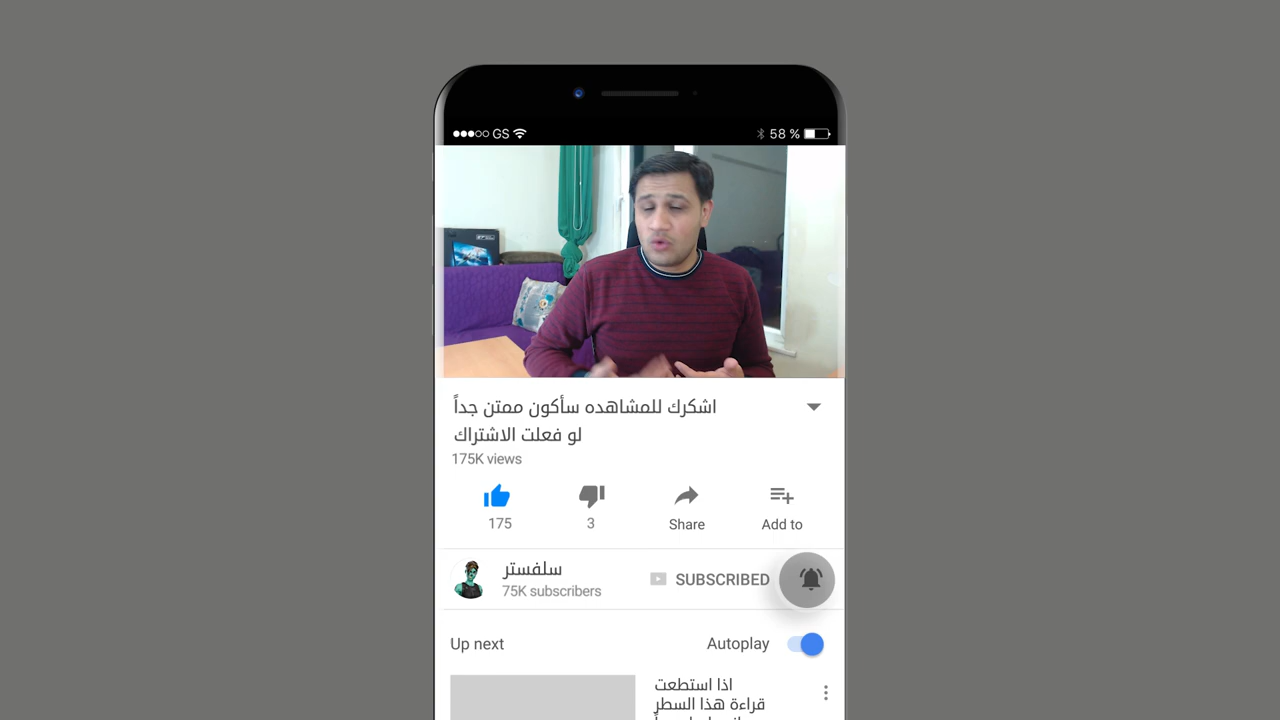 GS
58 %
اشكرك للمشاهده سأكون ممتن جداً
لو فعلت الاشتراك
175K views
175
3
Share
Add to
سلفستر
75K subscribers
SUBSCRIBED
Up next
Autoplay
اذا استطعت
قراءة هذا السطر